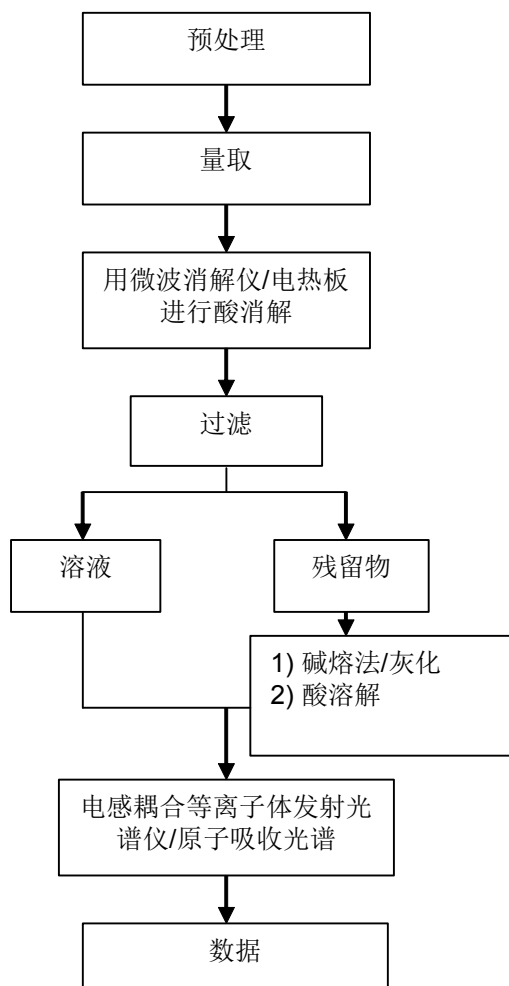 预处理
量取
用微波消解仪/电热板
进行酸消解
过滤
溶液
残留物
1) 碱熔法/灰化
2) 酸溶解
电感耦合等离子体发射光
谱仪/原子吸收光谱
数据